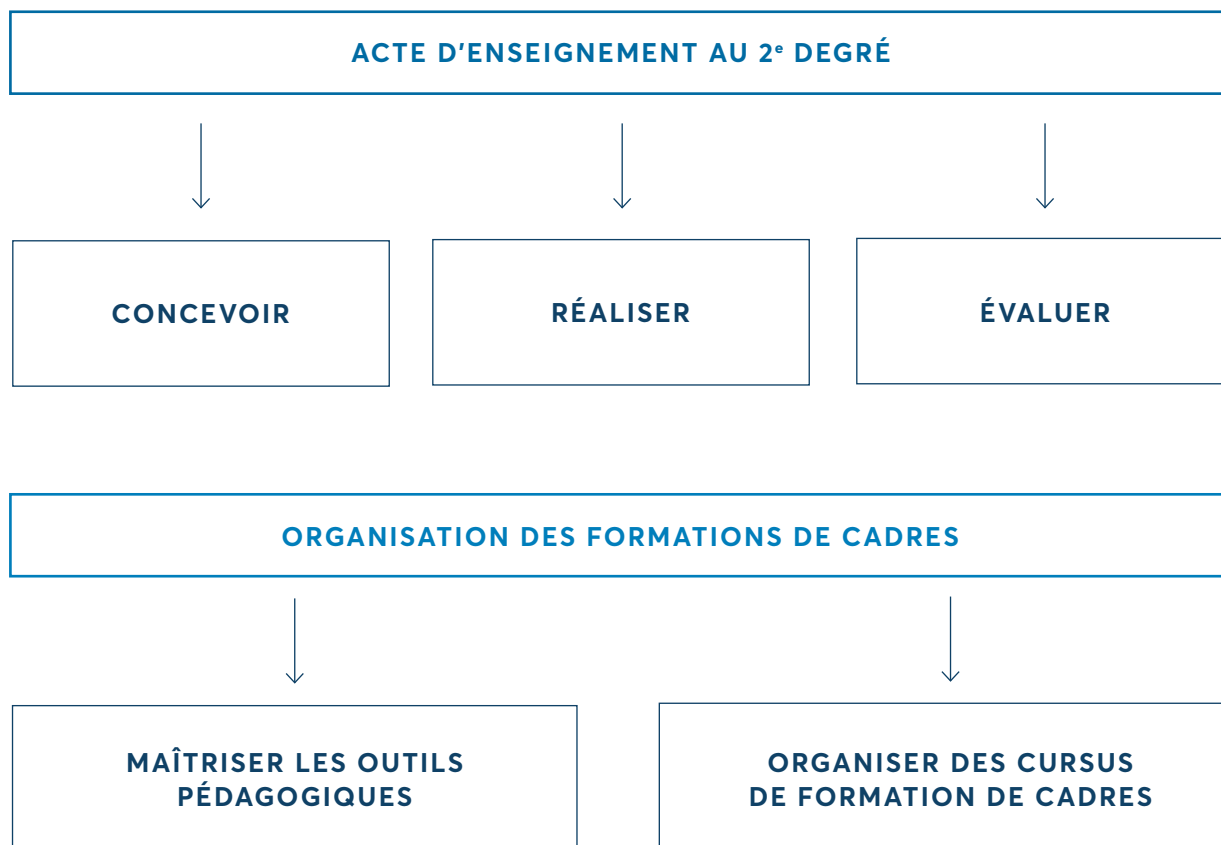 ACTE D'ENSEIGNEMENT AU 2ᵉ DEGRÉ
CONCEVOIR
RÉALISER
ÉVALUER
ORGANISATION DES FORMATIONS DE CADRES
MAÎTRISER LES OUTILS
PÉDAGOGIQUES
ORGANISER DES CURSUS
DE FORMATION DE CADRES